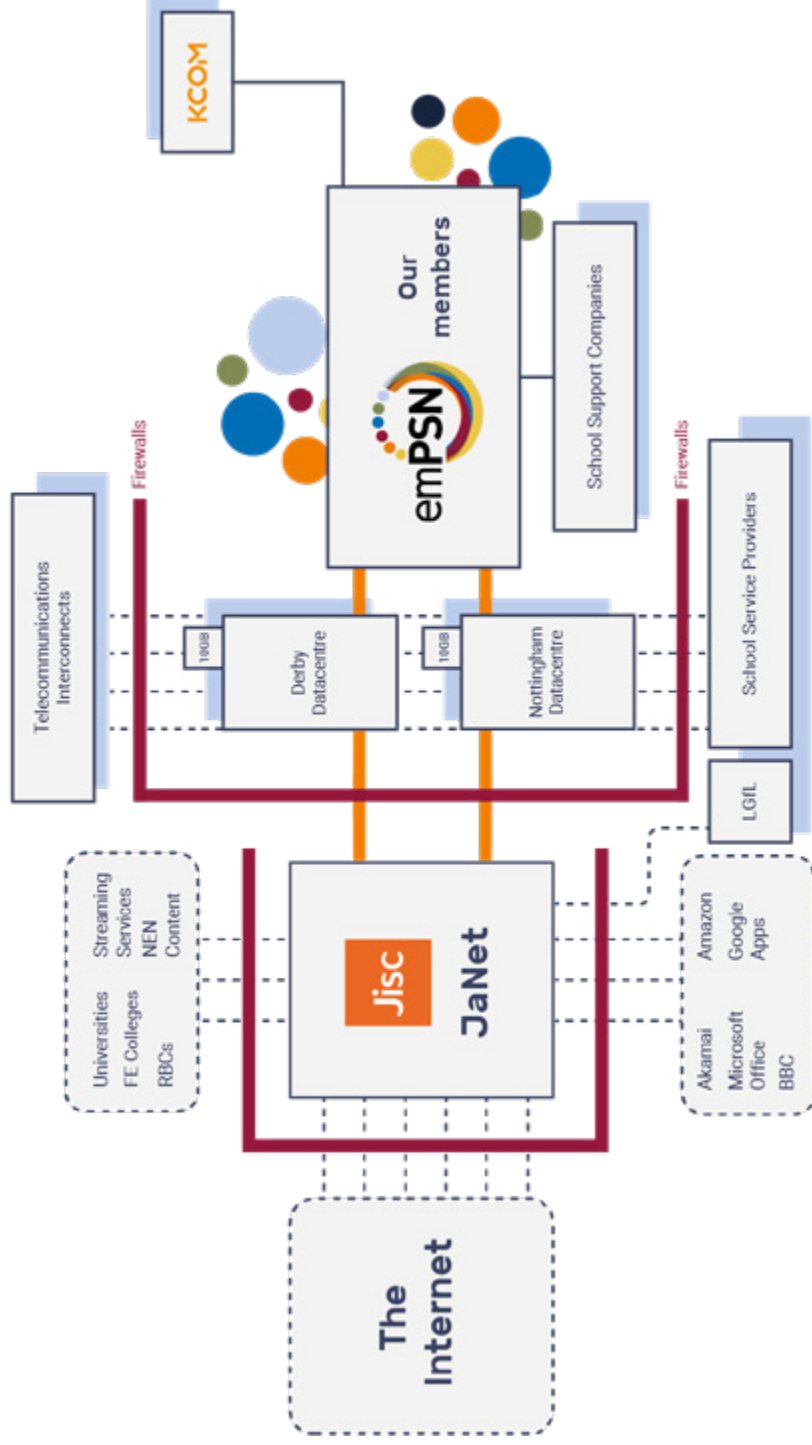 The
Internet
Universities
FE Colleges
RBCs
Streaming
Services
NEN
Content
Jisc
JaNet
Akamai
Microsoft
Office
BBC
Amazon
Google
Apps
LGfL
Telecommunications
Interconnects
Firewalls
10GB
Derby
Datacentre
10GB
Nottingham
Datacentre
Firewalls
School Service Providers
emPSN
Our
members
School Support Companies
KCOM